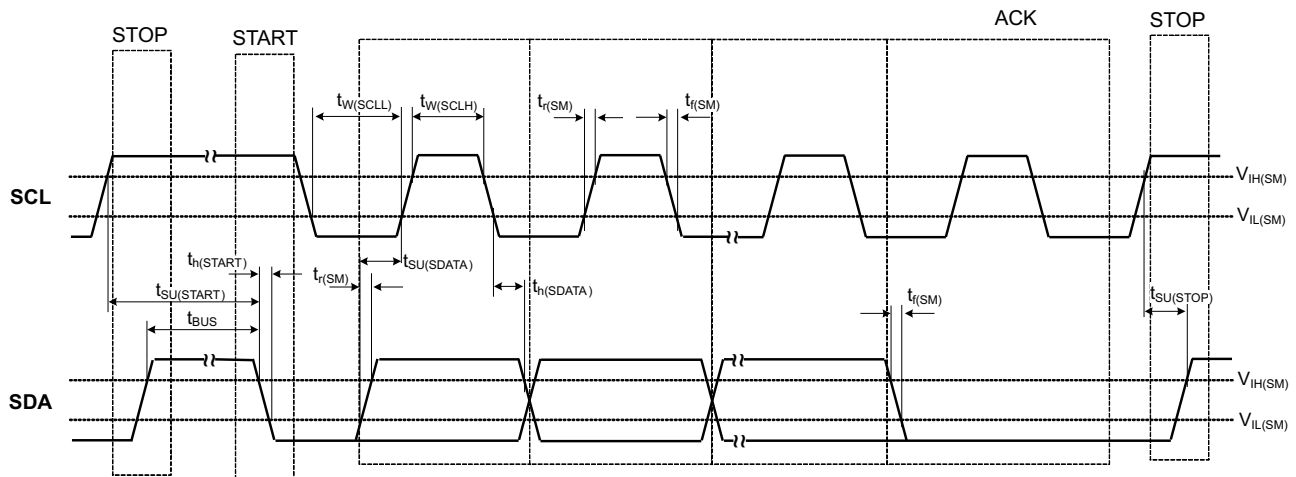 ACK
STOP
START
STOP
tW(SCLL)
tW(SCLH)
tr(SM)
tf(SM)
SCL
VIH(SM)
VIL(SM)
th(START)
tr(SM)
tSU(SDATA)
th(SDATA)
tSU(START)
tf(SM)
tSU(STOP)
tBUS
SDA
VIH(SM)
VIL(SM)